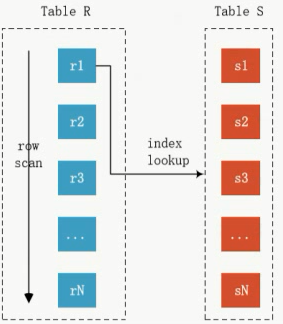 Table R
Table S
r1
r2
row
scan
r3
...
rN
index
lookup
s1
s2
s3
...
sN